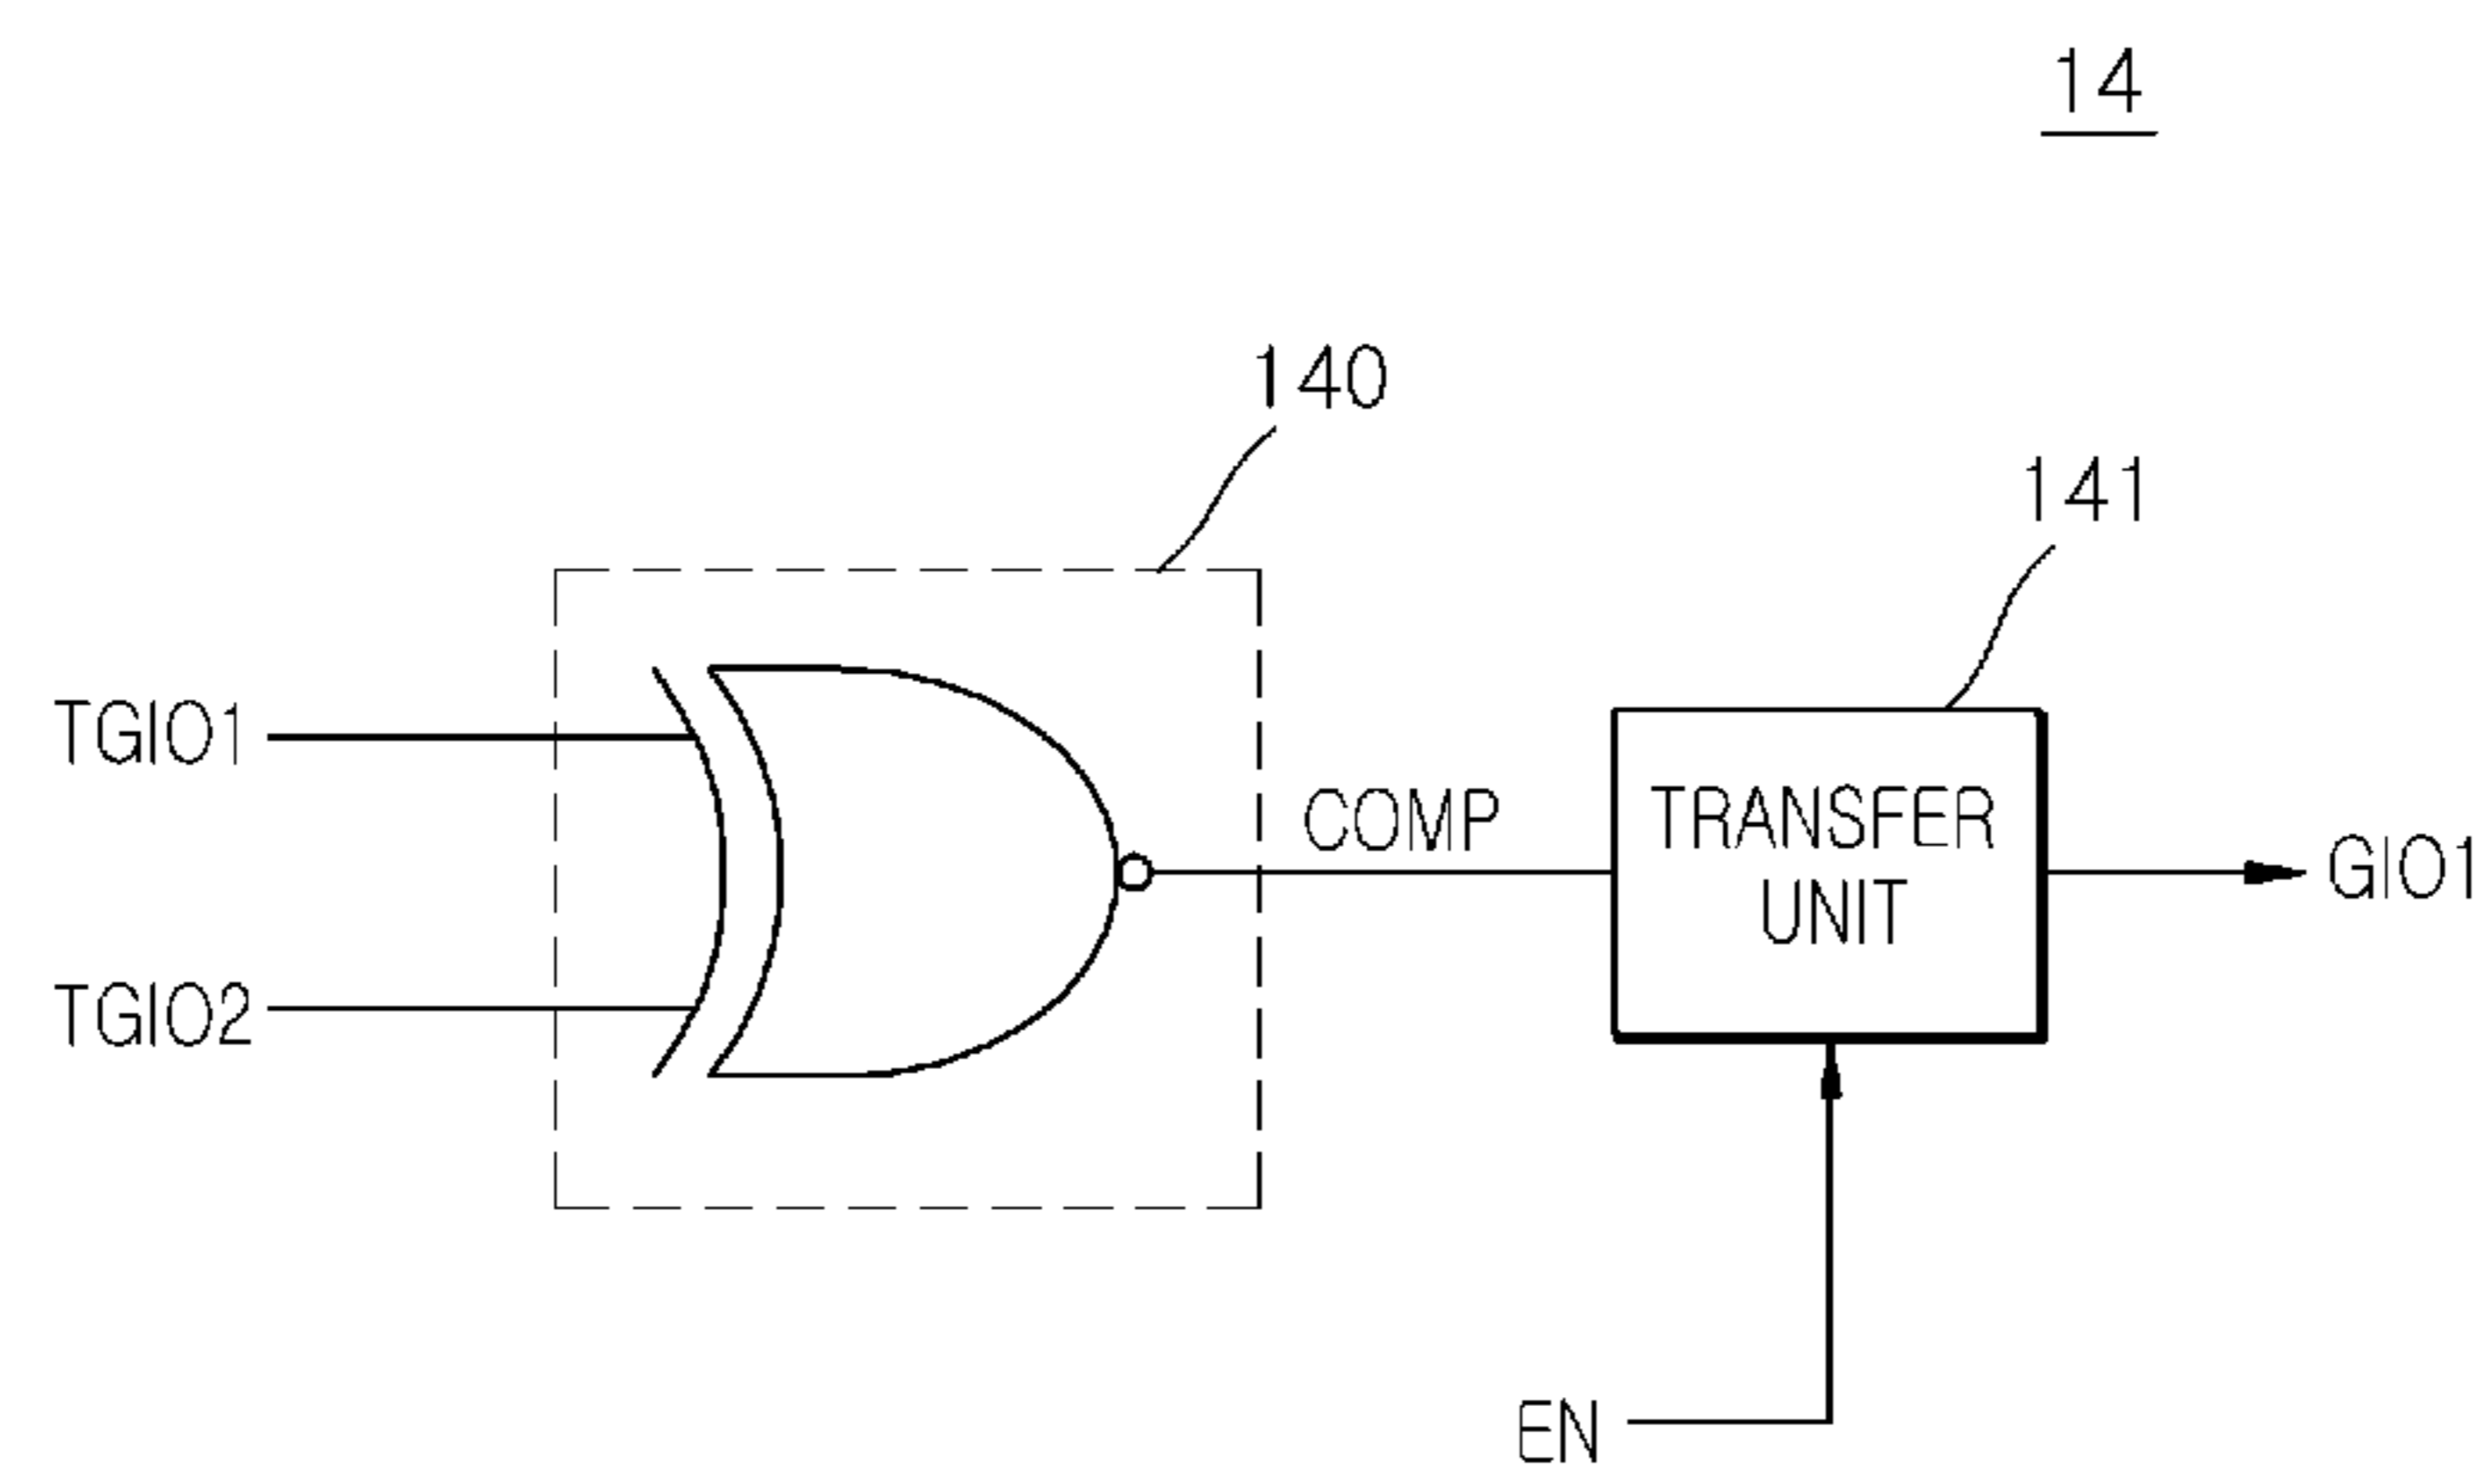 14
140
141
TGIO1
COMP
TRANSFER
UNIT
GIO1
TGIO2
EN